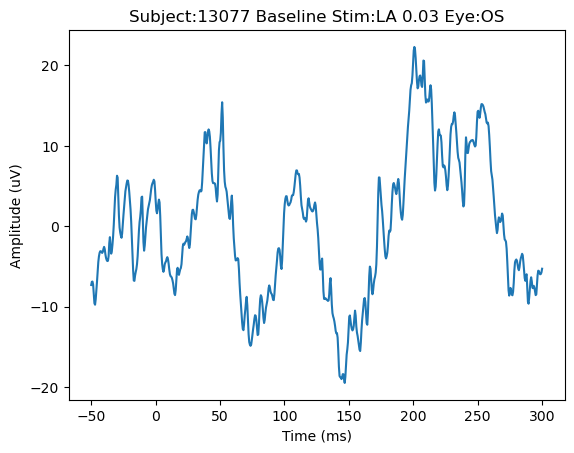 Subject:13077 Baseline Stim:LA 0.03 Eye:OS
Amplitude (uV)
20
10
0
−10
−20
−50 0 50 100 150 200 250 300
Time (ms)